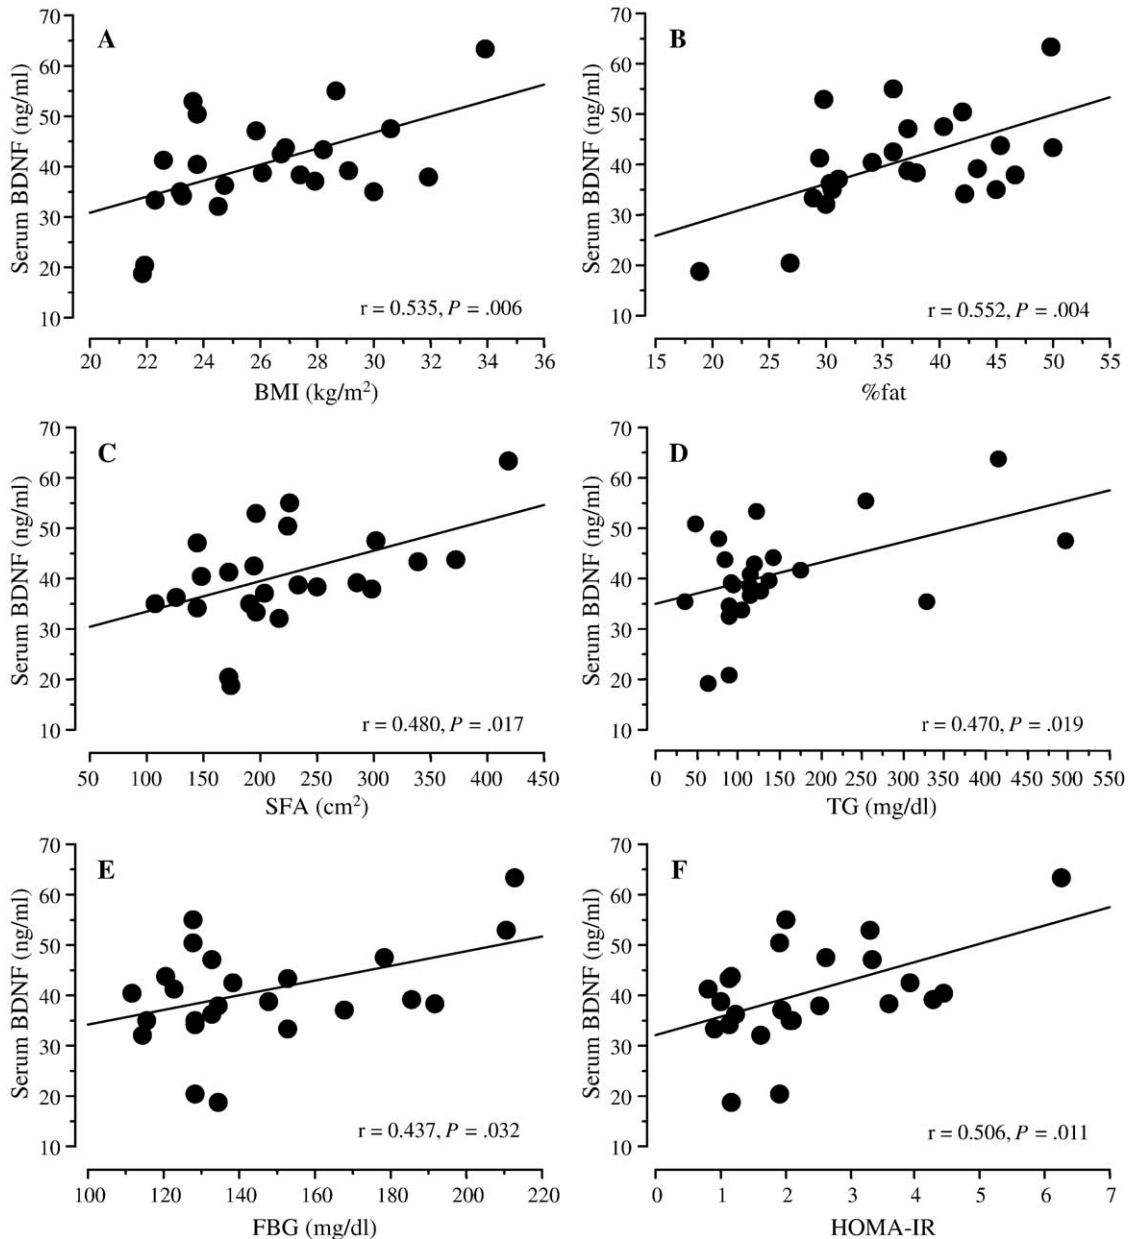 A
Serum BDNF (ng/ml)
70
60
50
40
30
20
10
r = 0.535, P = .006
20 22 24 26 28 30 32 34 36
BMI (kg/m²)
B
Serum BDNF (ng/ml)
70
60
50
40
30
20
10
r = 0.552, P = .004
15 20 25 30 35 40 45 50 55
%fat
C
Serum BDNF (ng/ml)
70
60
50
40
30
20
10
r = 0.480, P = .017
50 100 150 200 250 300 350 400 450
SFA (cm²)
D
Serum BDNF (ng/ml)
70
60
50
40
30
20
10
r = 0.470, P = .019
0 50 100 150 200 250 300 350 400 450 500 550
TG (mg/dl)
E
Serum BDNF (ng/ml)
70
60
50
40
30
20
10
r = 0.437, P = .032
100 120 140 160 180 200 220
FBG (mg/dl)
F
Serum BDNF (ng/ml)
70
60
50
40
30
20
10
r = 0.506, P = .011
0 1 2 3 4 5 6 7
HOMA-IR